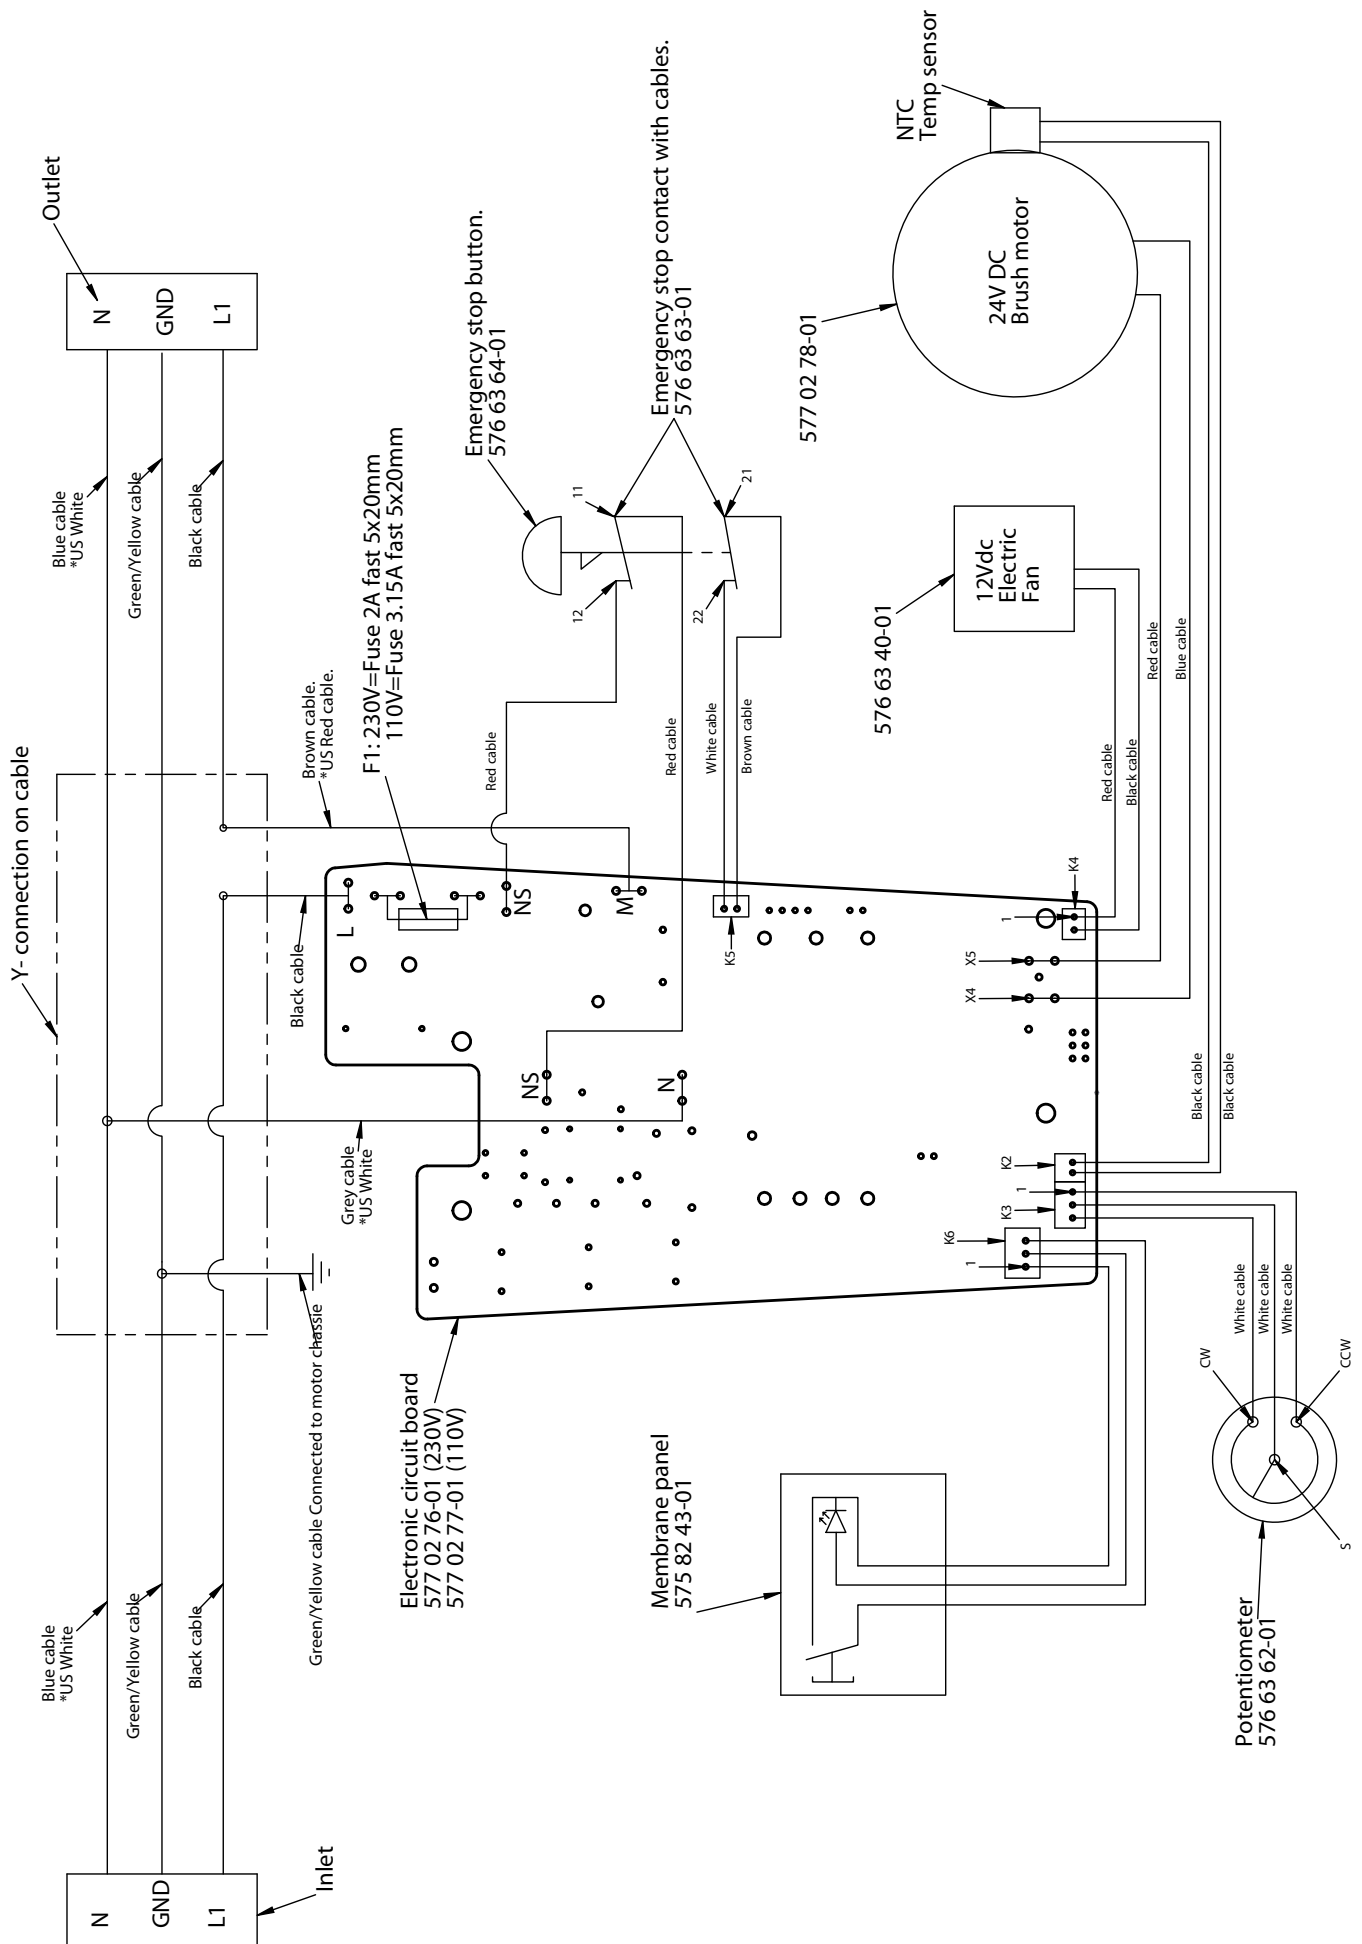 Y- connection on cable
Inlet
N
GND
L1
Outlet
N
GND
L1
Blue cable
*US White
Green/Yellow cable
Black cable
Blue cable
*US White
Green/Yellow cable
Black cable
Green/Yellow cable Connected to motor chassie
Grey cable
*US White
Black cable
Brown cable.
*US Red cable.
F1: 230V=Fuse 2A fast 5x20mm
110V=Fuse 3.15A fast 5x20mm
Emergency stop button.
576 63 64-01
Emergency stop contact with cables.
576 63 63-01
11
12
21
22
Red cable
Red cable
White cable
Brown cable
L
NS
M
NS
N
K5
Electronic circuit board
577 02 76-01 (230V)
577 02 77-01 (110V)
Membrane panel
575 82 43-01
1
K6
K3
1
K2
X4
X5
1
K4
576 63 40-01
12Vdc
Electric
Fan
577 02 78-01
24V DC
Brush motor
NTC
Temp sensor
Red cable
Black cable
Red cable
Blue cable
Black cable
Black cable
White cable
White cable
White cable
CW
CCW
S
Potentiometer
576 63 62-01